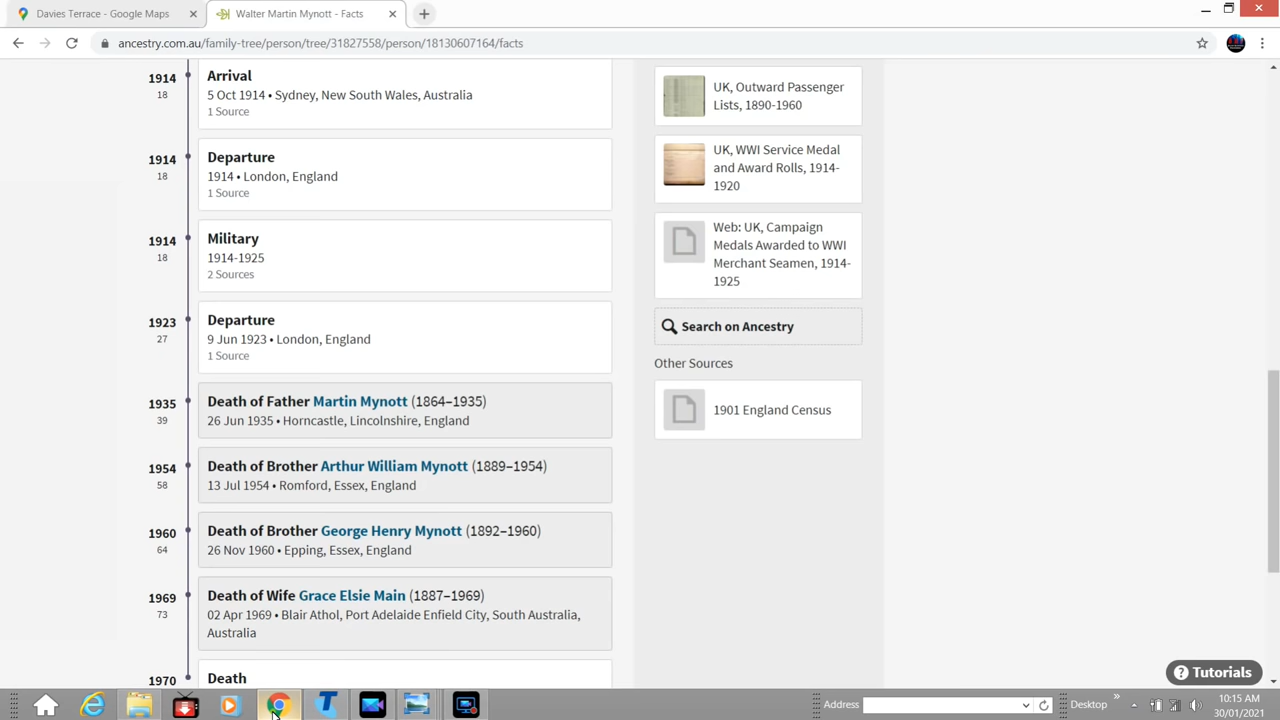 Davies Terrace - Google Maps
Walter Martin Mynott - Facts
ancestry.com.au/family-tree/person/tree/31827558/person/18130607164/facts
1914
18
Arrival
5 Oct 1914 • Sydney, New South Wales, Australia
1 Source
1914
18
Departure
1914 • London, England
1 Source
1914
18
Military
1914-1925
2 Sources
1923
27
Departure
9 Jun 1923 • London, England
1 Source
1935
39
Death of Father Martin Mynott (1864–1935)
26 Jun 1935 • Horncastle, Lincolnshire, England
1954
58
Death of Brother Arthur William Mynott (1889–1954)
13 Jul 1954 • Romford, Essex, England
1960
64
Death of Brother George Henry Mynott (1892–1960)
26 Nov 1960 • Epping, Essex, England
1969
73
Death of Wife Grace Elsie Main (1887–1969)
02 Apr 1969 • Blair Athol, Port Adelaide Enfield City, South Australia,
Australia
1970
Death
UK, Outward Passenger
Lists, 1890-1960
UK, WWI Service Medal
and Award Rolls, 1914-
1920
Web: UK, Campaign
Medals Awarded to WWI
Merchant Seamen, 1914-
1925
Search on Ancestry
Other Sources
1901 England Census
? Tutorials
Address
Desktop
10:15 AM
30/01/2021